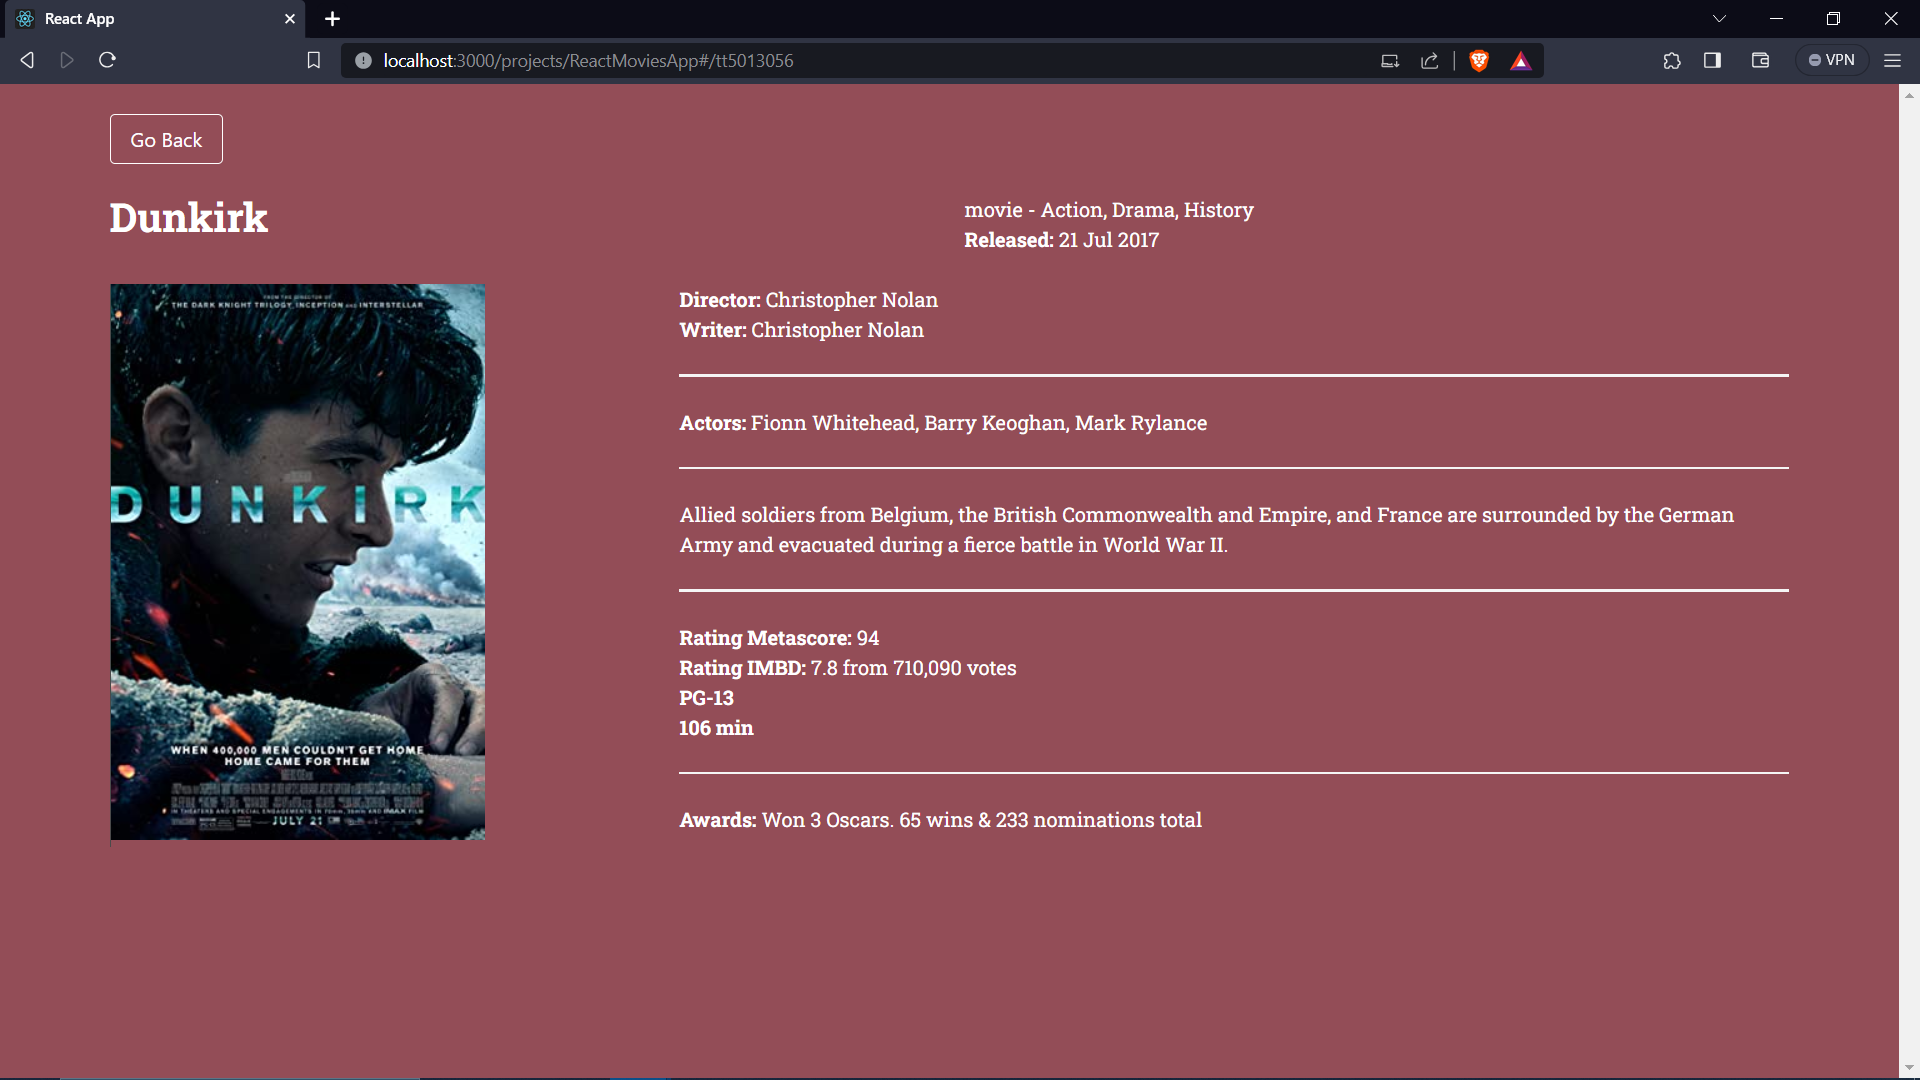 React App
localhost:3000/projects/ReactMoviesApp#/tt5013056
VPN
Go Back
Dunkirk
movie - Action, Drama, History
Released: 21 Jul 2017
THE DARK KNIGHT TRILOGY, INCEPTION AND INTERSTELLAR
DUNKIRK
WHEN 400,000 MEN COULDN'T GET HOME
HOME CAME FOR THEM
JULY 21
Director: Christopher Nolan
Writer: Christopher Nolan
Actors: Fionn Whitehead, Barry Keoghan, Mark Rylance
Allied soldiers from Belgium, the British Commonwealth and Empire, and France are surrounded by the German
Army and evacuated during a fierce battle in World War II.
Rating Metascore: 94
Rating IMBD: 7.8 from 710,090 votes
PG-13
106 min
Awards: Won 3 Oscars. 65 wins & 233 nominations total